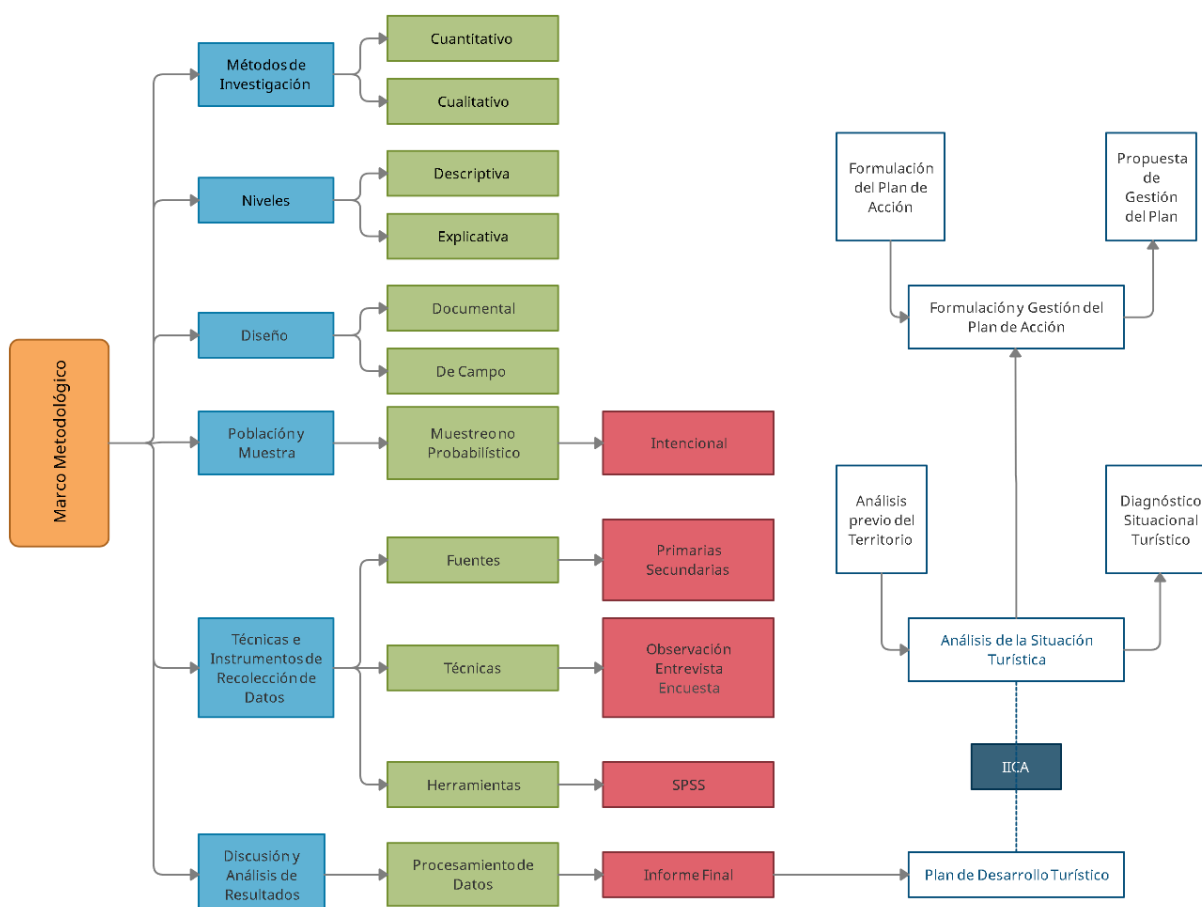 Marco Metodológico
Métodos de
Investigación
Cuantitativo
Cualitativo
Niveles
Descriptiva
Explicativa
Diseño
Documental
De Campo
Población y
Muestra
Muestreo no
Probabilístico
Intencional
Técnicas e
Instrumentos de
Recolección de
Datos
Fuentes
Primarias
Secundarias
Técnicas
Observación
Entrevista
Encuesta
Herramientas
SPSS
Discusión y
Análisis de
Resultados
Procesamiento de
Datos
Informe Final
Plan de Desarrollo Turístico
IICA
Análisis de la Situación
Turística
Análisis
previo del
Territorio
Diagnóstico
Situacional
Turístico
Formulación y Gestión del
Plan de Acción
Formulación
del Plan de
Acción
Propuesta
de
Gestión
del Plan